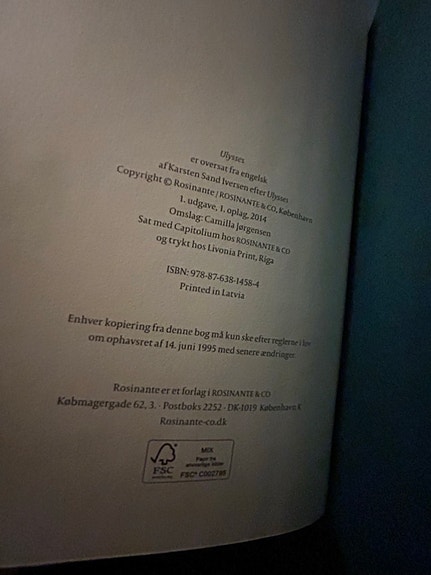 Ulysses
er oversat fra engelsk
af Karsten Sand Iversen efter Ulysses
Copyright © Rosinante / ROSINANTE & CO, København
1. udgave, 1. oplag, 2014
Omslag: Camilla Jørgensen
Sat med Capitolium hos ROSINANTE & CO
og trykt hos Livonia Print, Riga
ISBN: 978-87-638-1458-4
Printed in Latvia
Enhver kopiering fra denne bog må kun ske efter reglerne i lov
om ophavsret af 14. juni 1995 med senere ændringer.
Rosinante er et forlag i ROSINANTE & CO
Købmagergade 62, 3. · Postboks 2252 · DK-1019 København K
Rosinante-co.dk
FSC
MIX
Papir fra
ansvarlige kilder
FSC® C002795